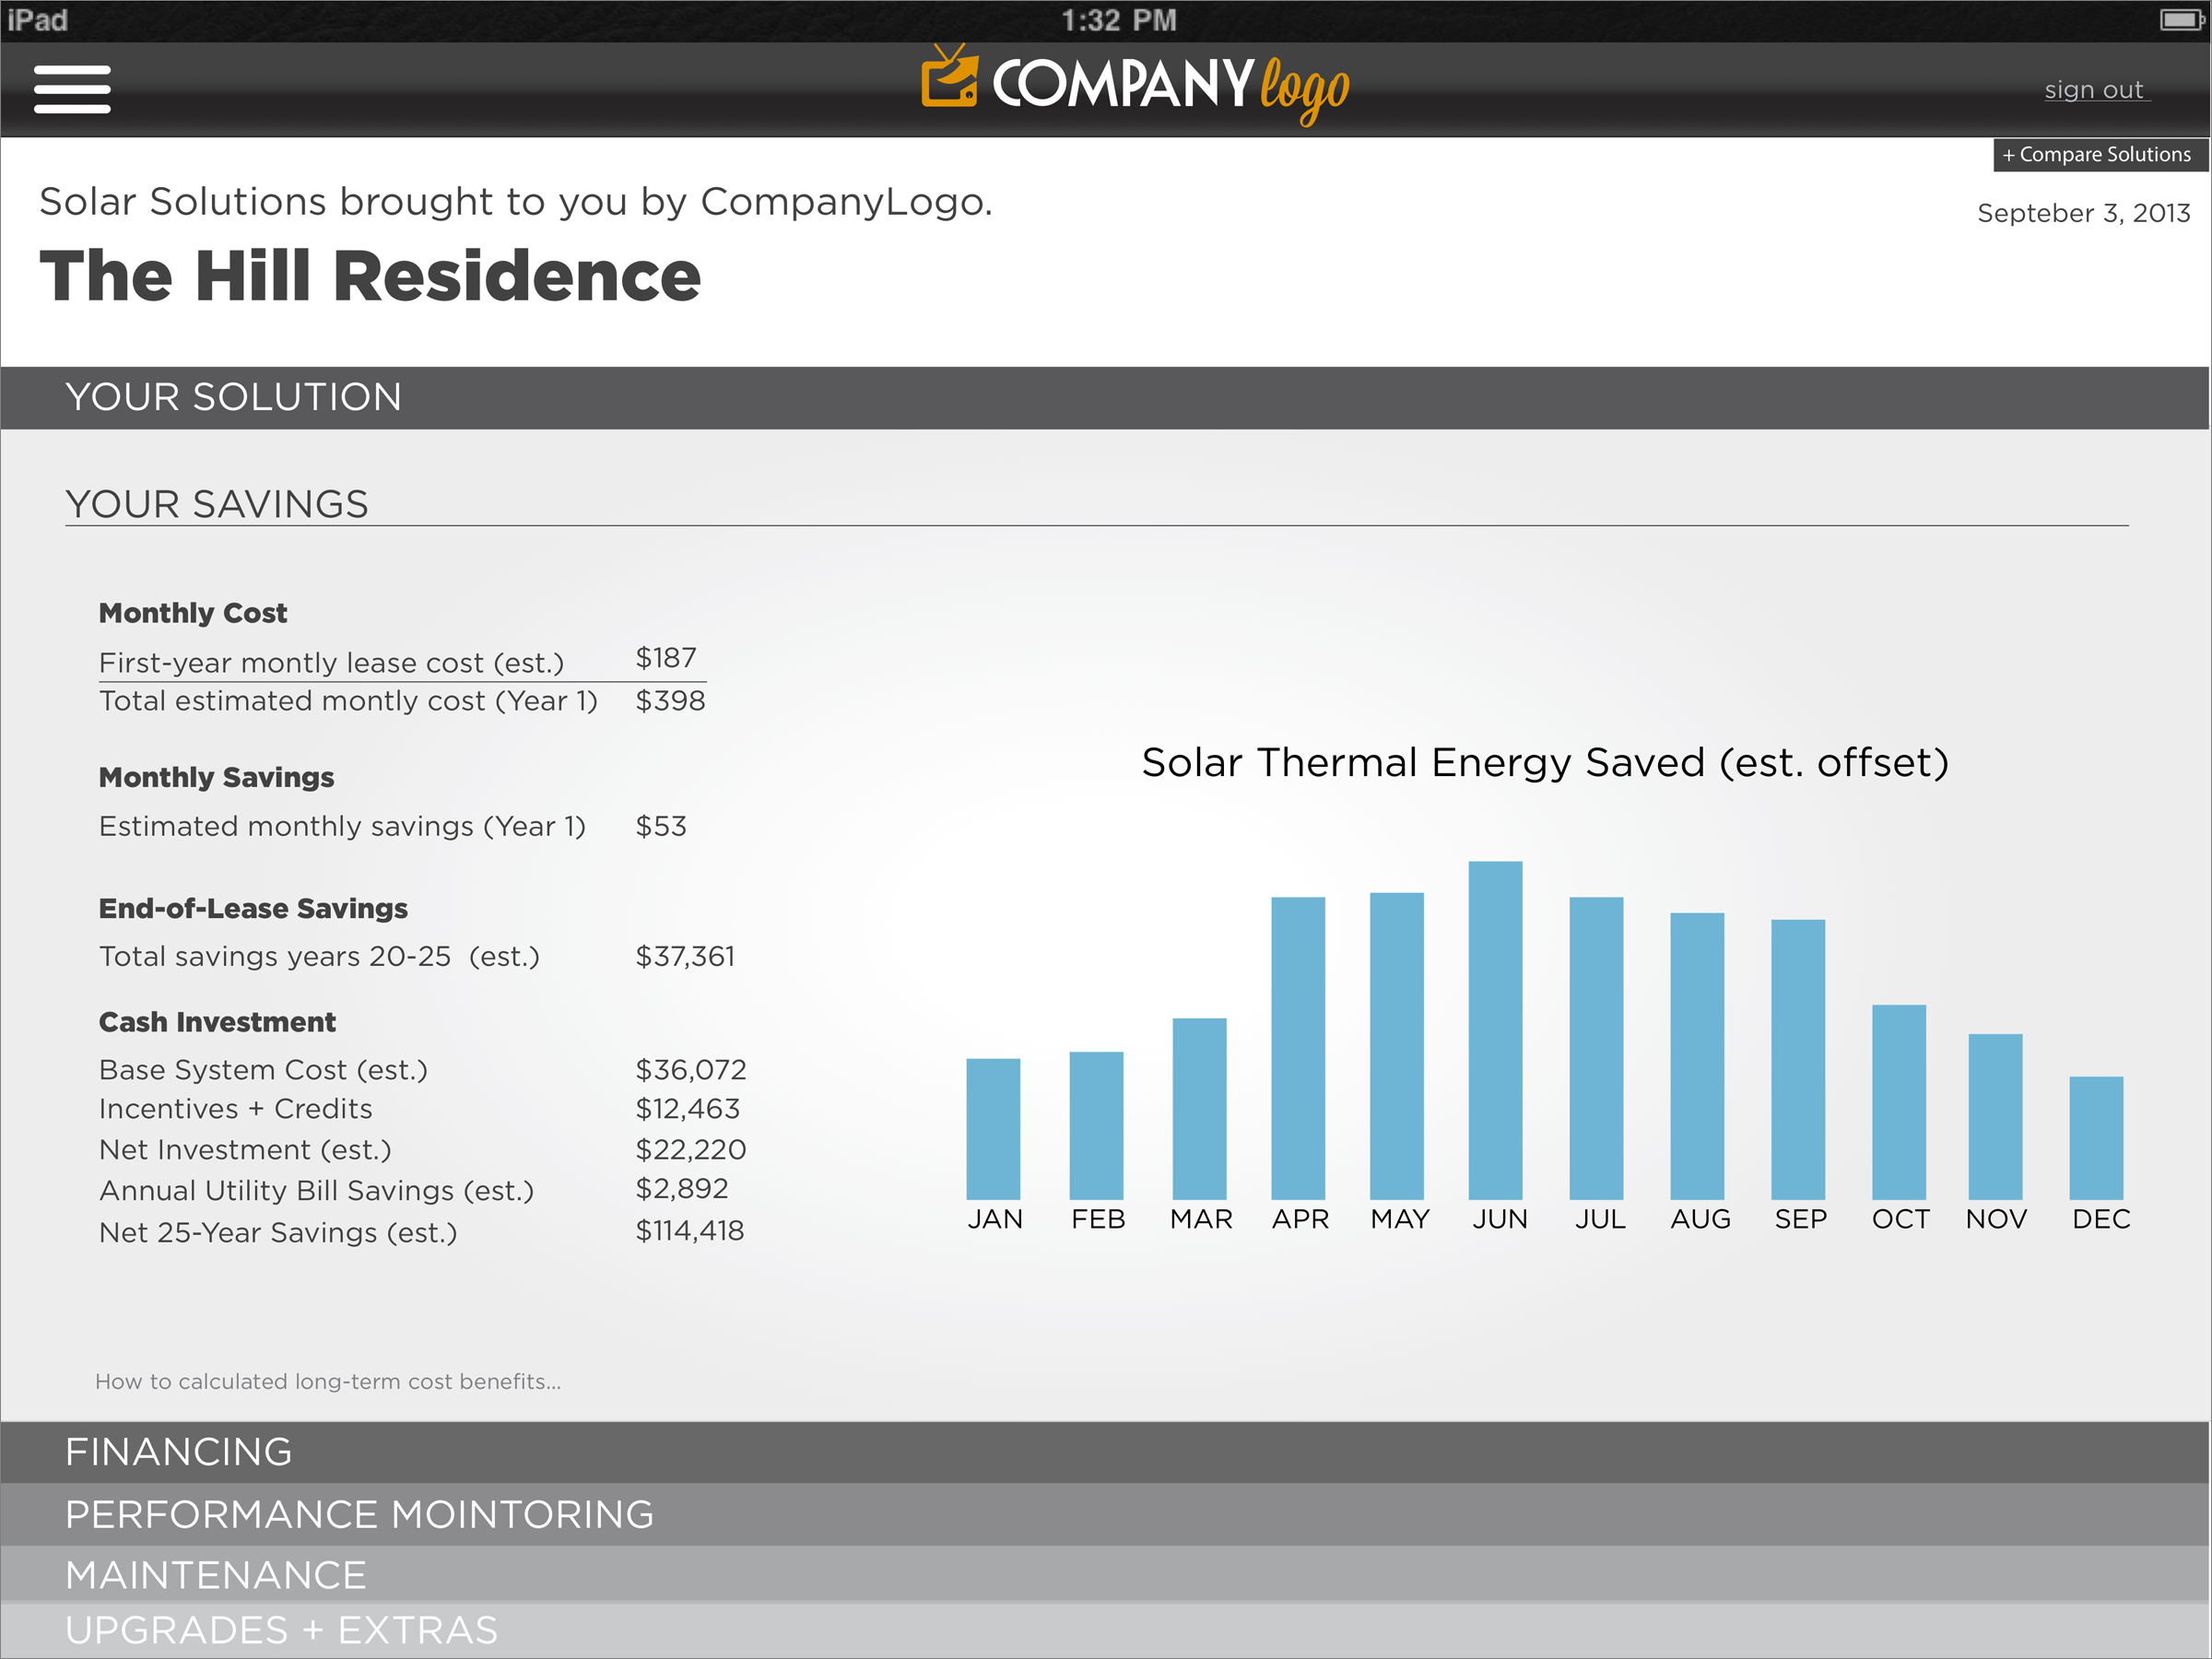 iPad
1:32 PM
COMPANY logo
sign out
+ Compare Solutions
Solar Solutions brought to you by CompanyLogo.
Septeber 3, 2013
The Hill Residence
YOUR SOLUTION
YOUR SAVINGS
Monthly Cost
First-year montly lease cost (est.) $187
Total estimated montly cost (Year 1) $398
Monthly Savings
Estimated monthly savings (Year 1) $53
End-of-Lease Savings
Total savings years 20-25 (est.) $37,361
Cash Investment
Base System Cost (est.) $36,072
Incentives + Credits $12,463
Net Investment (est.) $22,220
Annual Utility Bill Savings (est.) $2,892
Net 25-Year Savings (est.) $114,418
Solar Thermal Energy Saved (est. offset)
JAN FEB MAR APR MAY JUN JUL AUG SEP OCT NOV DEC
How to calculated long-term cost benefits...
FINANCING
PERFORMANCE MOINTORING
MAINTENANCE
UPGRADES + EXTRAS